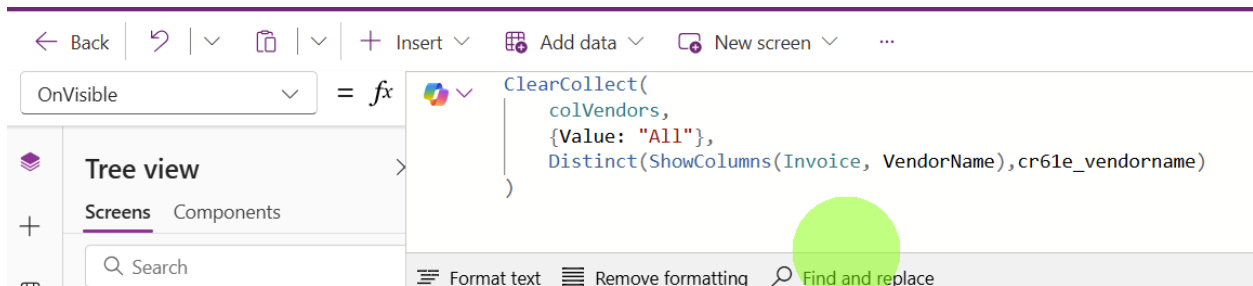 Back
Insert
Add data
New screen
...
OnVisible
= fx
ClearCollect(
colVendors,
{Value: "All"},
Distinct(ShowColumns(Invoice, VendorName),cr61e_vendorname)
)
Tree view
Screens Components
Search
Format text Remove formatting Find and replace